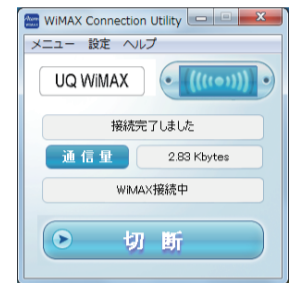 WiMAX Connection Utility
メニュー 設定 ヘルプ
UQ WiMAX
接続完了しました
通信量 2.83 Kbytes
WiMAX接続中
切断